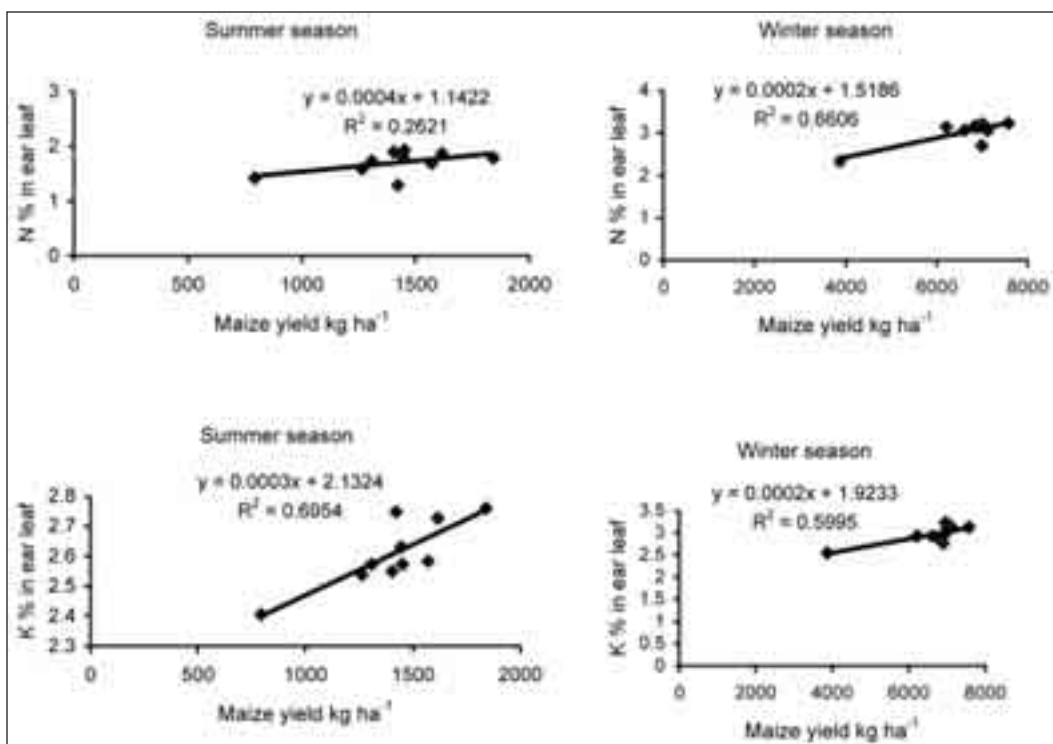 Summer season
y = 0.0004x + 1.1422
R² = 0.2621
N % in ear leaf
3
2
1
0
0 500 1000 1500 2000
Maize yield kg ha⁻¹
Winter season
y = 0.0002x + 1.5186
R² = 0.6606
N % in ear leaf
4
3
2
1
0
0 2000 4000 6000 8000
Maize yield kg ha⁻¹
Summer season
y = 0.0003x + 2.1324
R² = 0.6954
K % in ear leaf
2.8
2.7
2.6
2.5
2.4
2.3
0 500 1000 1500 2000
Maize yield kg ha⁻¹
Winter season
y = 0.0002x + 1.9233
R² = 0.5995
K % in ear leaf
3.5
3
2.5
2
1.5
1
0.5
0
0 2000 4000 6000 8000
Maize yield kg ha⁻¹